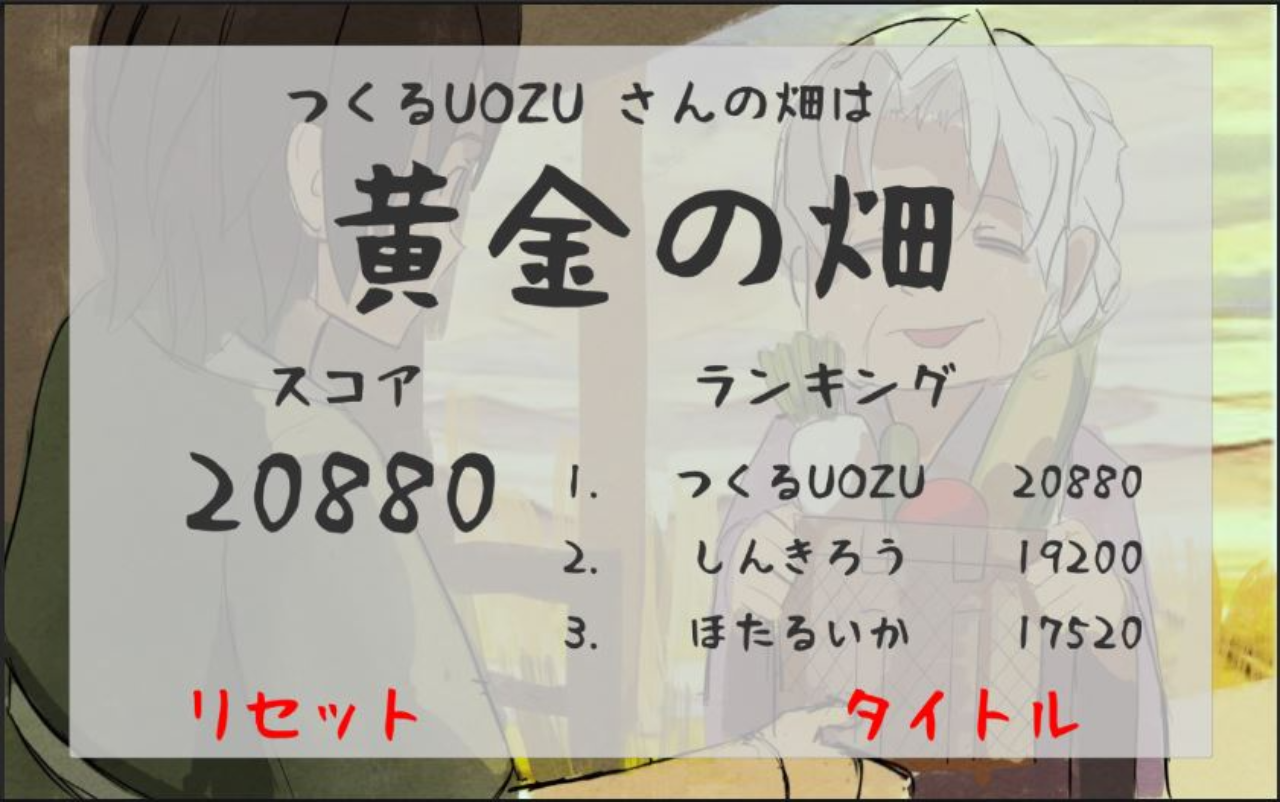 つくるUOZU さんの畑は
黄金の畑
スコア
20880
ランキング
1. つくるUOZU 20880
2. しんきろう 19200
3. ほたるいか 17520
リセット
タイトル